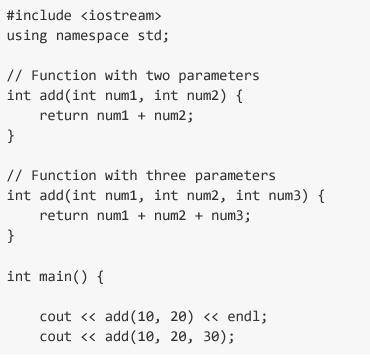 #include <iostream>
using namespace std;
// Function with two parameters
int add(int num1, int num2) {
return num1 + num2;
}
// Function with three parameters
int add(int num1, int num2, int num3) {
return num1 + num2 + num3;
}
int main() {
cout << add(10, 20) << endl;
cout << add(10, 20, 30);